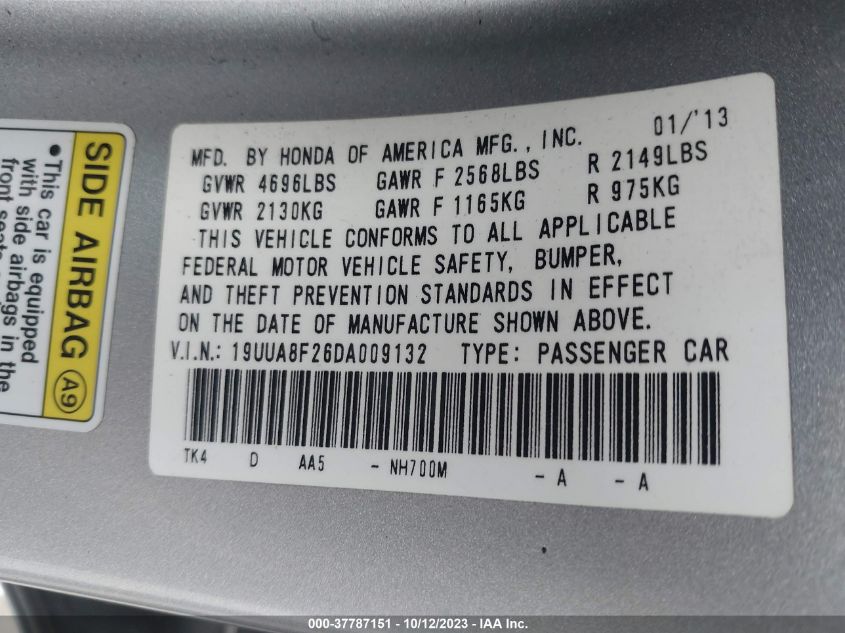 SIDE AIRBAG A9
● This car is equipped
with side airbags in the
MFD. BY HONDA OF AMERICA MFG., INC. 01/'13
GVWR 4696LBS GAWR F 2568LBS R 2149LBS
GVWR 2130KG GAWR F 1165KG R 975KG
THIS VEHICLE CONFORMS TO ALL APPLICABLE
FEDERAL MOTOR VEHICLE SAFETY, BUMPER,
AND THEFT PREVENTION STANDARDS IN EFFECT
ON THE DATE OF MANUFACTURE SHOWN ABOVE.
V.I.N.: 19UUA8F26DA009132 TYPE: PASSENGER CAR
TK4 D AA5 - NH700M - A - A
000-37787151 - 10/12/2023 - IAA Inc.